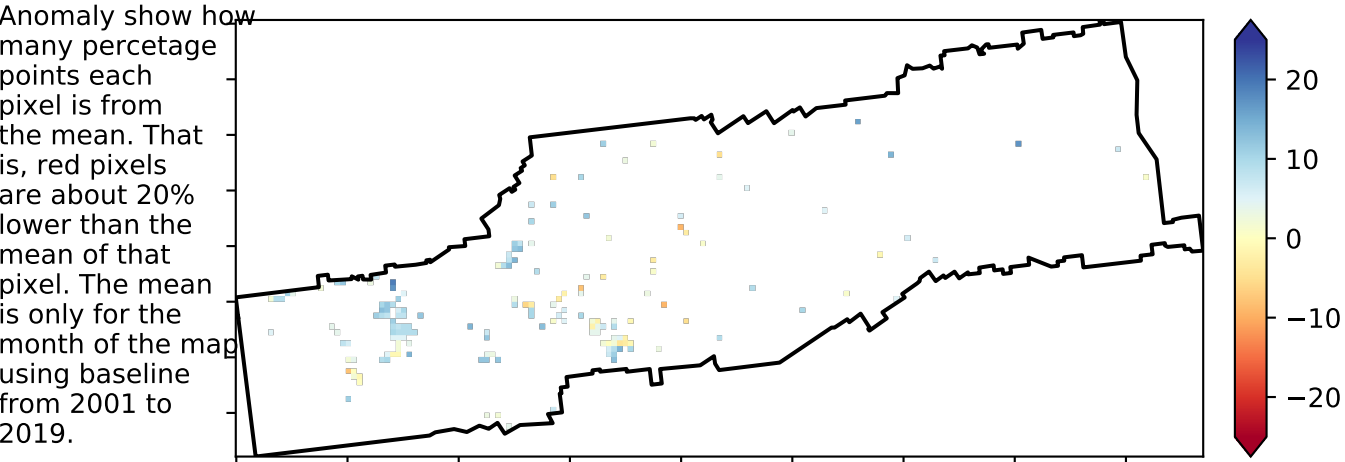 Anomaly show how
many percetage
points each
pixel is from
the mean. That
is, red pixels
are about 20%
lower than the
mean of that
pixel. The mean
is only for the
month of the map
using baseline
from 2001 to
2019.
20
10
0
−10
−20